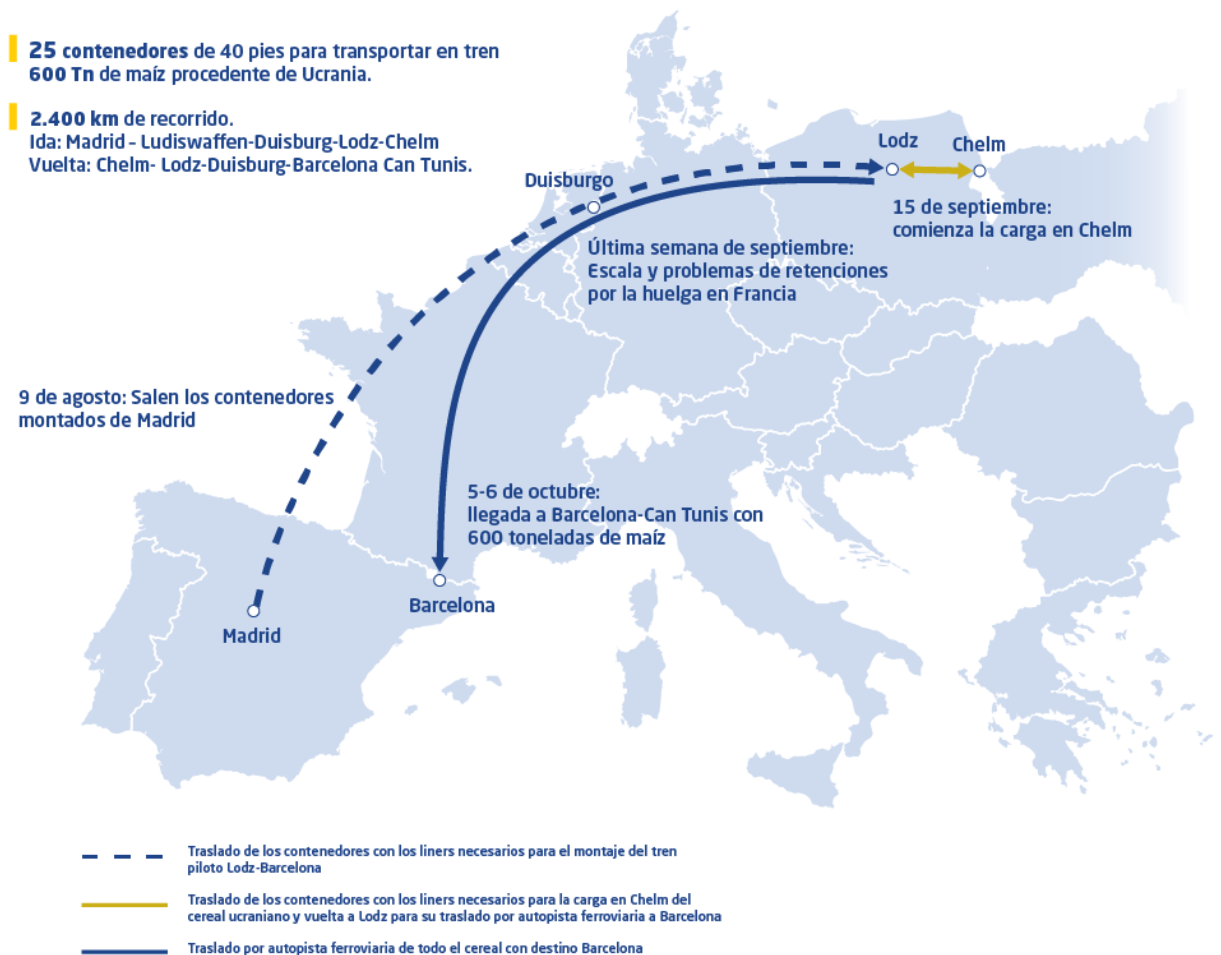 25 contenedores de 40 pies para transportar en tren
600 Tn de maíz procedente de Ucrania.
2.400 km de recorrido.
Ida: Madrid - Ludiswaffen-Duisburg-Lodz-Chelm
Vuelta: Chelm- Lodz-Duisburg-Barcelona Can Tunis.
Lodz
Chelm
Duisburgo
15 de septiembre:
comienza la carga en Chelm
Última semana de septiembre:
Escala y problemas de retenciones
por la huelga en Francia
9 de agosto: Salen los contenedores
montados de Madrid
5-6 de octubre:
llegada a Barcelona-Can Tunis con
600 toneladas de maíz
Barcelona
Madrid
Traslado de los contenedores con los liners necesarios para el montaje del tren
piloto Lodz-Barcelona
Traslado de los contenedores con los liners necesarios para la carga en Chelm del
cereal ucraniano y vuelta a Lodz para su traslado por autopista ferroviaria a Barcelona
Traslado por autopista ferroviaria de todo el cereal con destino Barcelona